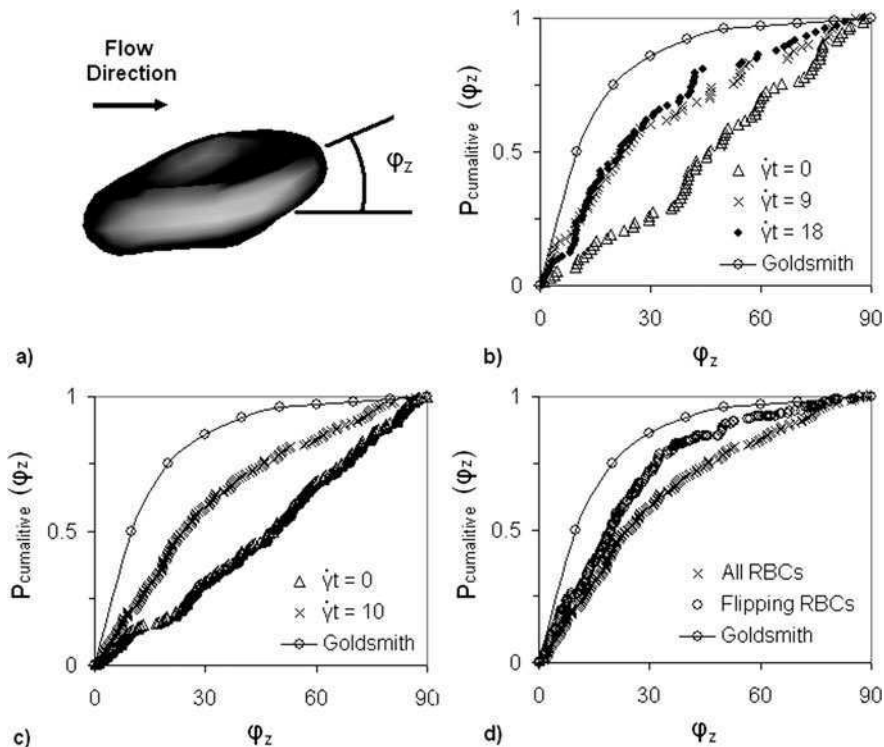 Flow
Direction
φz
a)
1
0.5
0
0 30 60 90
Pcumalitive (φz)
φz
γ̇t = 0
γ̇t = 9
γ̇t = 18
Goldsmith
b)
1
0.5
0
0 30 60 90
Pcumalitive (φz)
φz
γ̇t = 0
γ̇t = 10
Goldsmith
c)
1
0.5
0
0 30 60 90
Pcumalitive (φz)
φz
All RBCs
Flipping RBCs
Goldsmith
d)